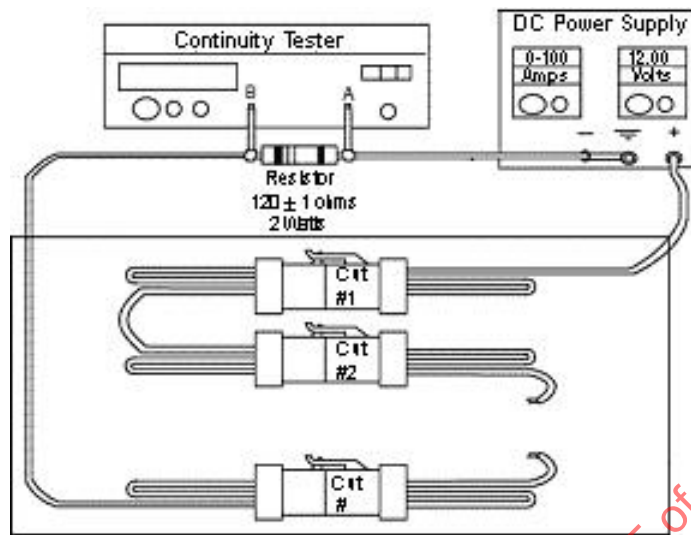 DC Power Supply
Continuity Tester
0-100
Amps
12.00
Volts
B
A
-
+
Resistor
120 ± 1 ohms
2 Watts
Cut
#1
Cut
#2
Cut
#
of